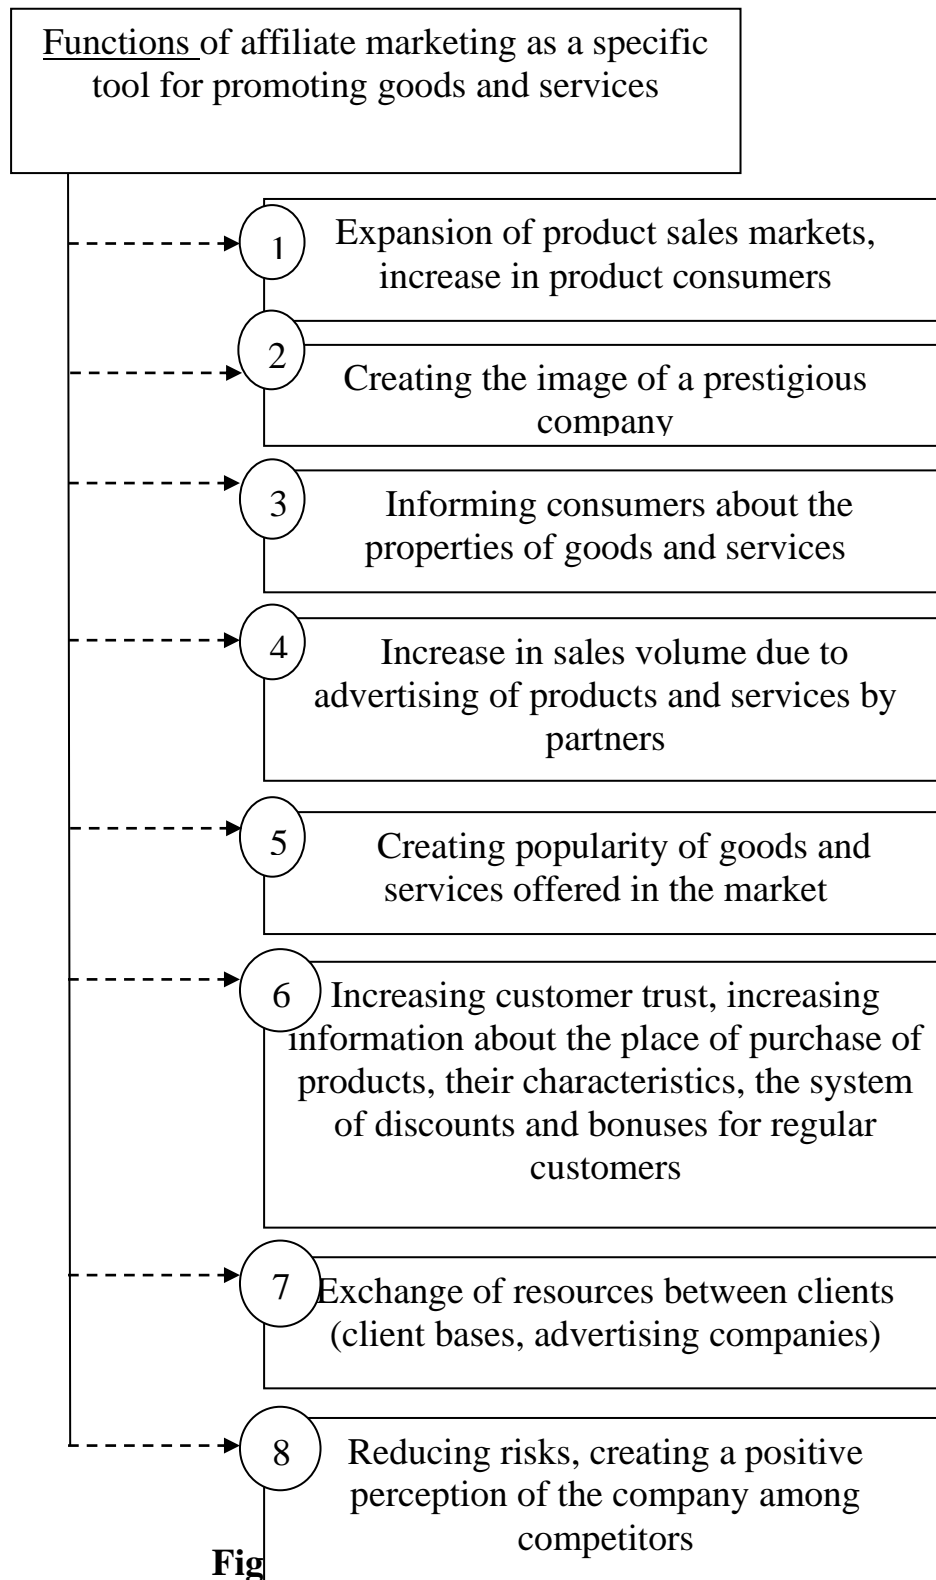 Functions of affiliate marketing as a specific
tool for promoting goods and services
1
Expansion of product sales markets,
increase in product consumers
2
Creating the image of a prestigious
company
3
Informing consumers about the
properties of goods and services
4
Increase in sales volume due to
advertising of products and services by
partners
5
Creating popularity of goods and
services offered in the market
6
Increasing customer trust, increasing
information about the place of purchase of
products, their characteristics, the system
of discounts and bonuses for regular
customers
7
Exchange of resources between clients
(client bases, advertising companies)
8
Reducing risks, creating a positive
perception of the company among
competitors
Fig